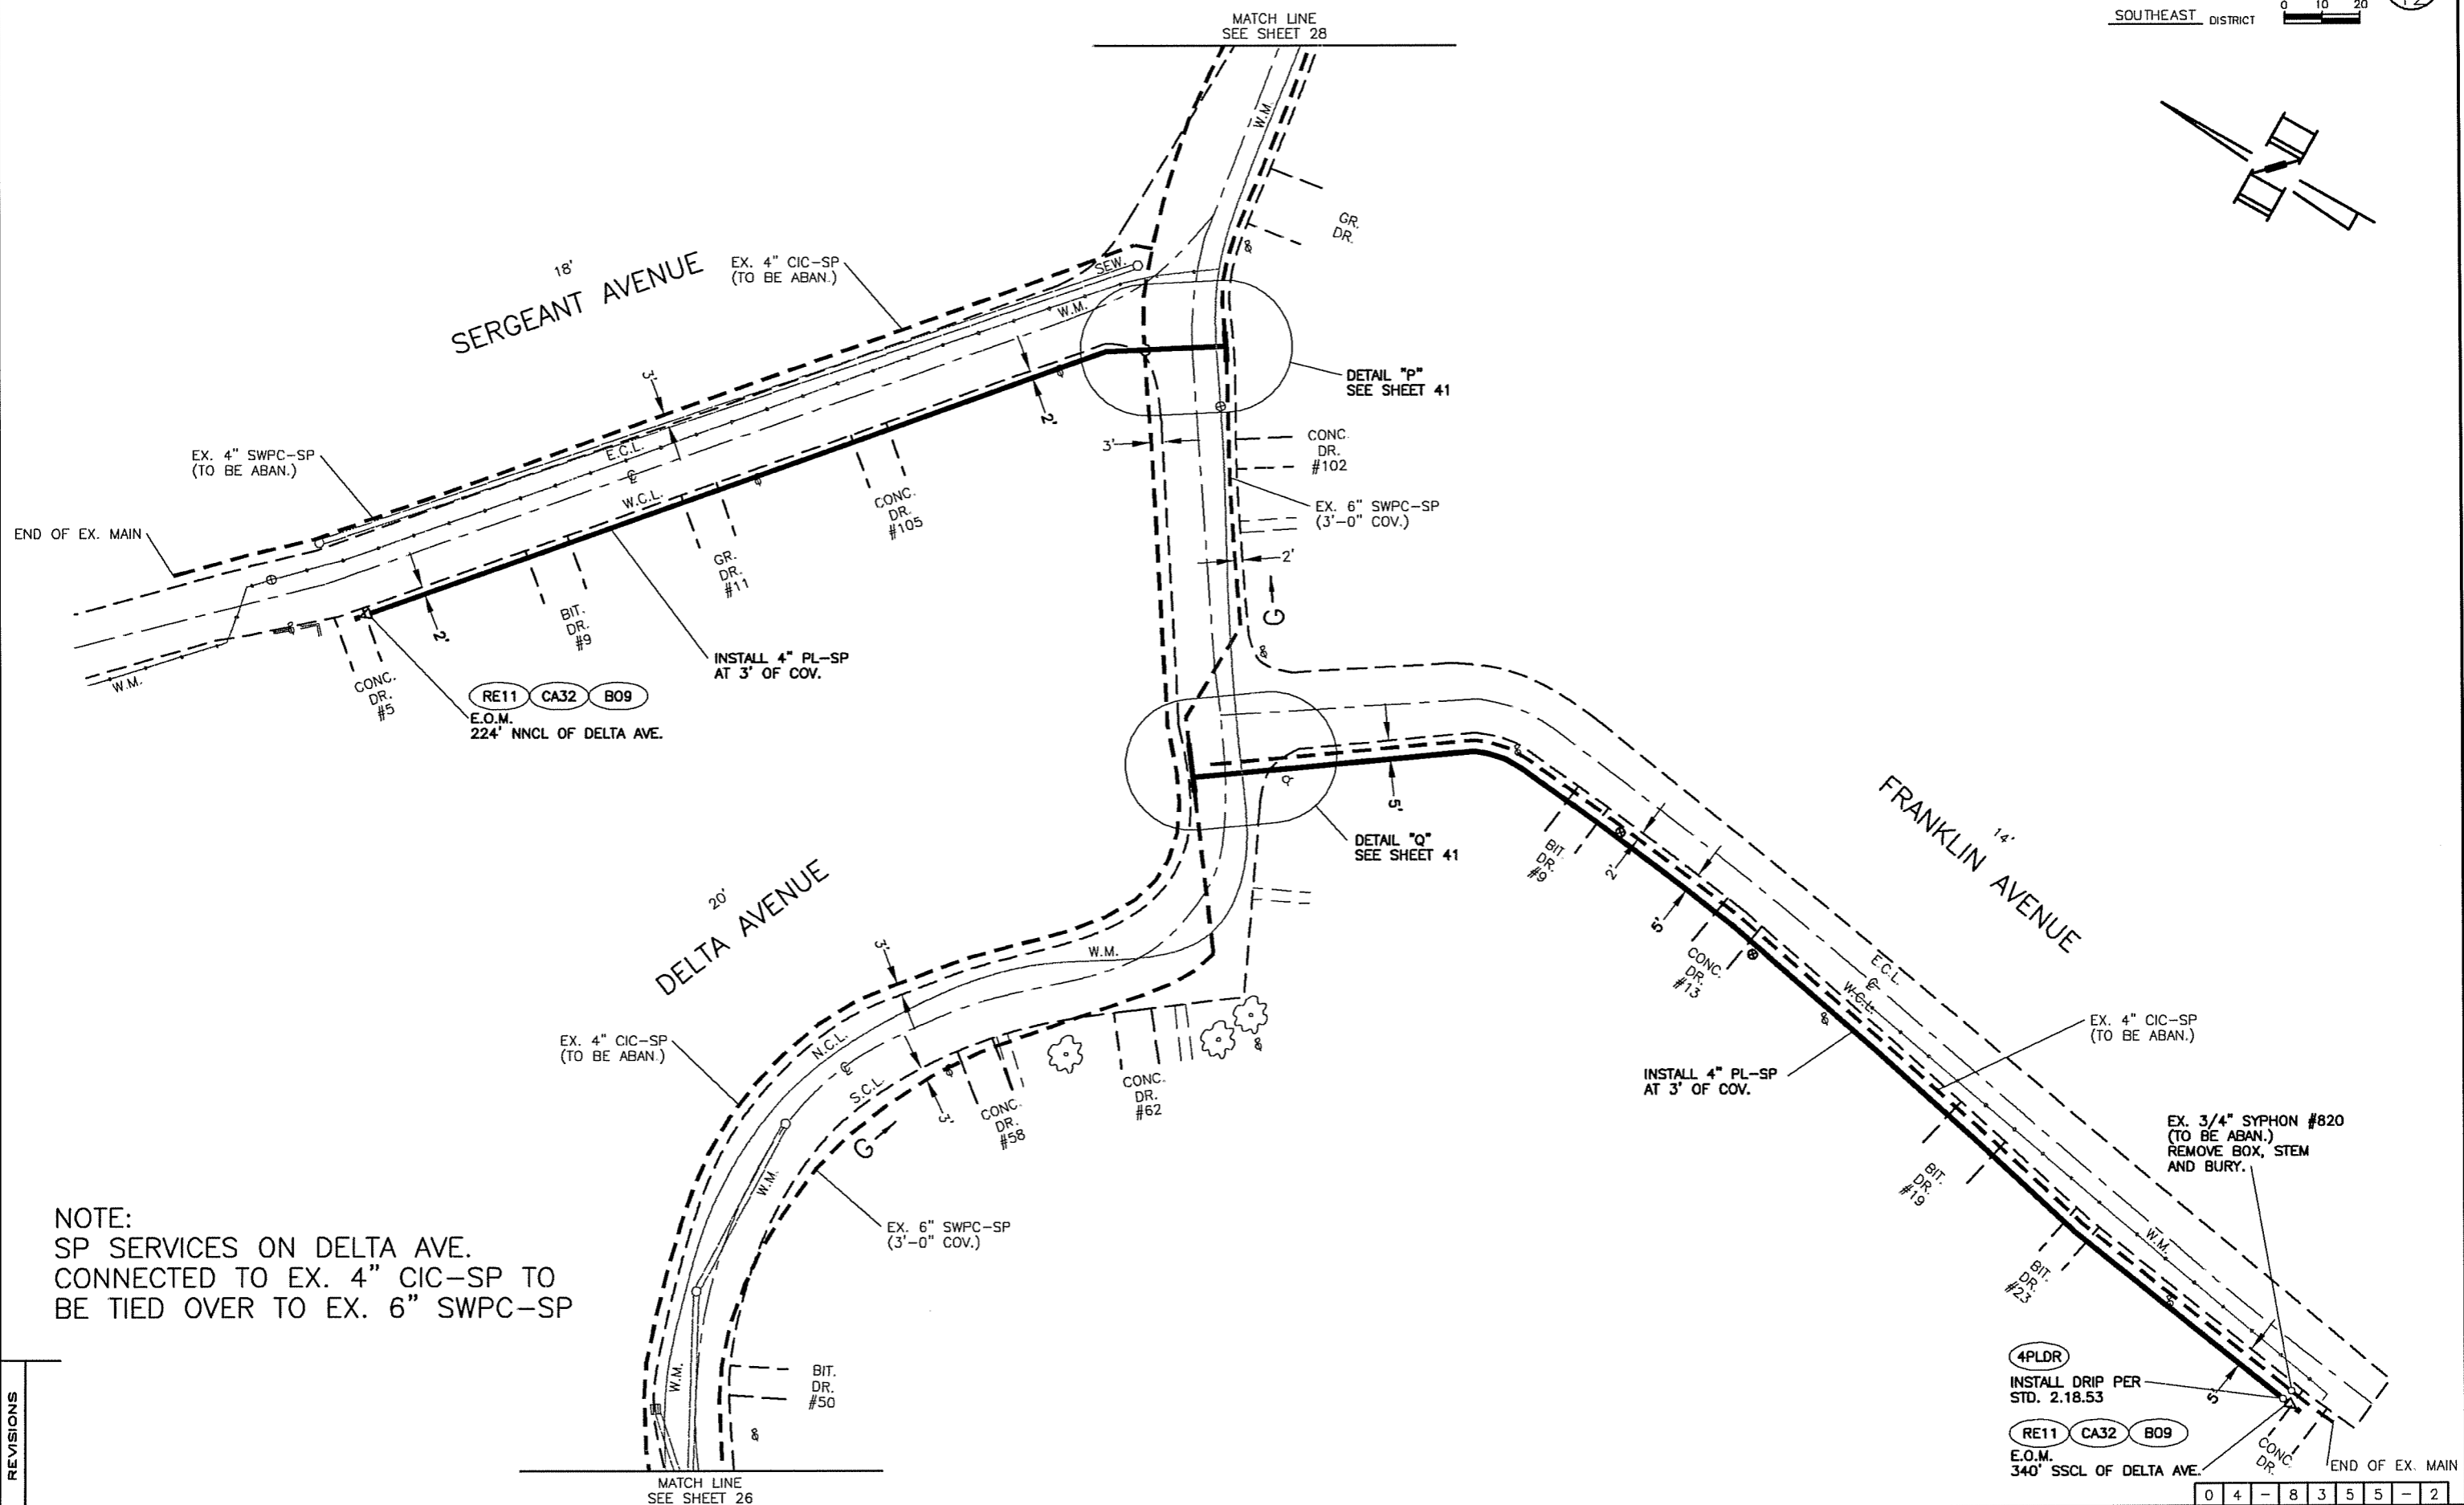 MATCH LINE
SEE SHEET 28
SOUTHEAST DISTRICT
0 10 20
12
N
SERGEANT AVENUE
18'
EX. 4" CIC-SP
(TO BE ABAN.)
SEW.
W.M.
W.M.
GR.
DR.
DETAIL "P"
SEE SHEET 41
3'
2'
E.C.L.
W.C.L.
EX. 4" SWPC-SP
(TO BE ABAN.)
END OF EX. MAIN
CONC.
DR.
#105
GR.
DR.
#11
BIT.
DR.
#9
2'
CONC.
DR.
#5
W.M.
INSTALL 4" PL-SP
AT 3' OF COV.
RE11 CA32 B09
E.O.M.
224' NNCL OF DELTA AVE.
3'
CONC.
DR.
#102
EX. 6" SWPC-SP
(3'-0" COV.)
2'
G
DETAIL "Q"
SEE SHEET 41
5'
FRANKLIN AVENUE
14'
BIT.
DR.
#9
2'
5'
CONC.
DR.
#13
E.C.L.
W.C.L.
EX. 4" CIC-SP
(TO BE ABAN.)
INSTALL 4" PL-SP
AT 3' OF COV.
BIT.
DR.
#19
BIT.
DR.
#23
W.M.
EX. 3/4" SYPHON #820
(TO BE ABAN.)
REMOVE BOX, STEM
AND BURY.
4PLDR
INSTALL DRIP PER
STD. 2.18.53
5'
RE11 CA32 B09
E.O.M.
340' SSCL OF DELTA AVE.
CONC.
DR.
END OF EX. MAIN
DELTA AVENUE
20'
3'
W.M.
EX. 4" CIC-SP
(TO BE ABAN.)
N.C.L.
S.C.L.
3'
G
CONC.
DR.
#58
CONC.
DR.
#62
W.M.
EX. 6" SWPC-SP
(3'-0" COV.)
W.M.
BIT.
DR.
#50
MATCH LINE
SEE SHEET 26
NOTE:
SP SERVICES ON DELTA AVE.
CONNECTED TO EX. 4" CIC-SP TO
BE TIED OVER TO EX. 6" SWPC-SP
REVISIONS
04-8355-2